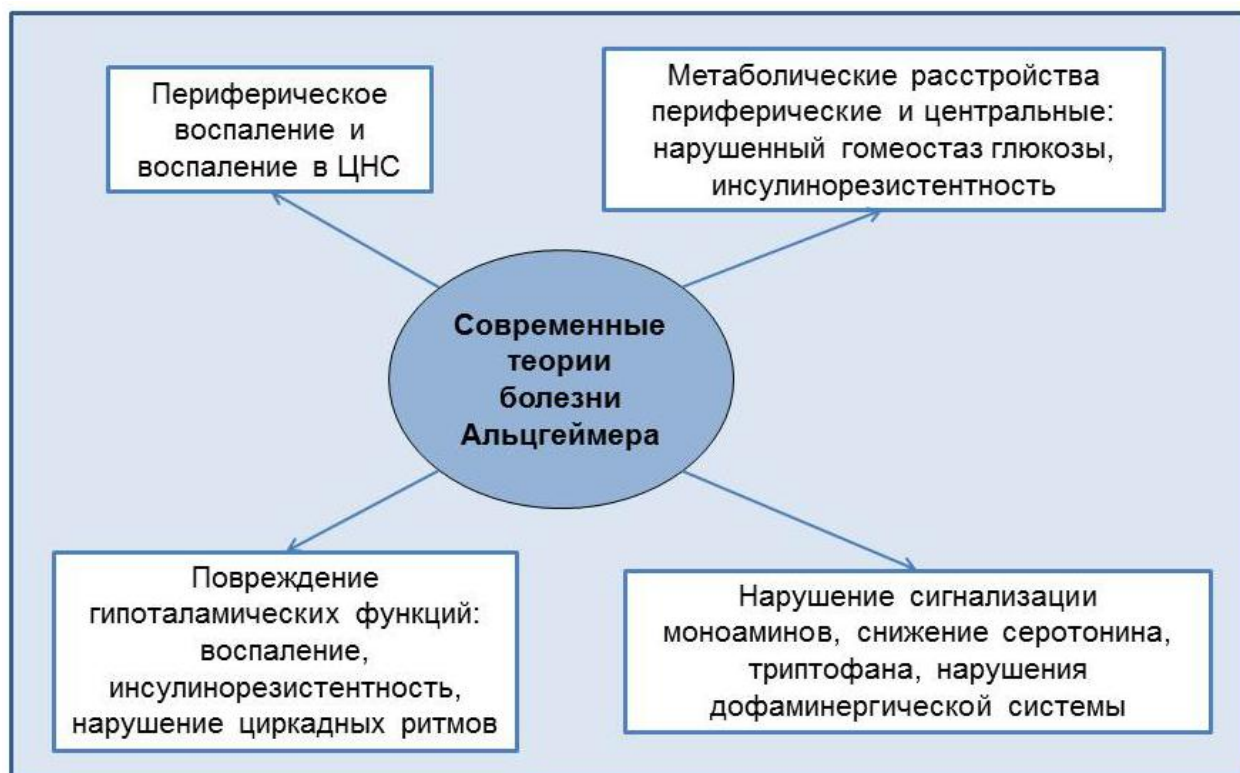 Периферическое
воспаление и
воспаление в ЦНС
Метаболические расстройства
периферические и центральные:
нарушенный гомеостаз глюкозы,
инсулинорезистентность
Современные
теории
болезни
Альцгеймера
Повреждение
гипоталамических функций:
воспаление,
инсулинорезистентность,
нарушение циркадных ритмов
Нарушение сигнализации
моноаминов, снижение серотонина,
триптофана, нарушения
дофаминергической системы